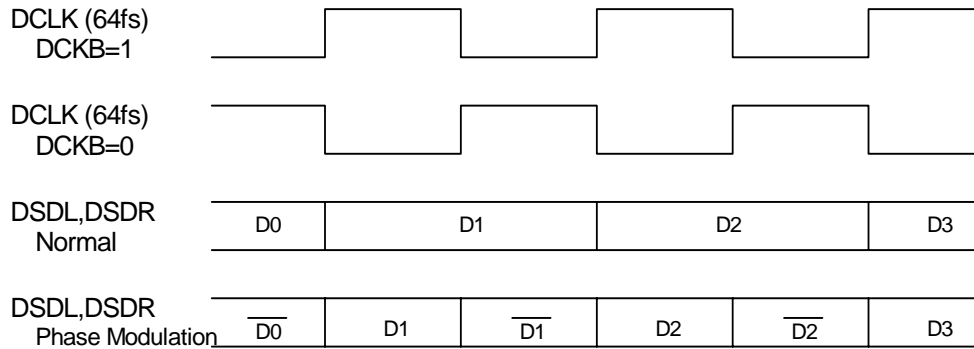 DCLK (64fs)
DCKB=1
DCLK (64fs)
DCKB=0
DSDL,DSDR
Normal
D0 D1 D2 D3
DSDL,DSDR
Phase Modulation
D0 D1 D1 D2 D2 D3